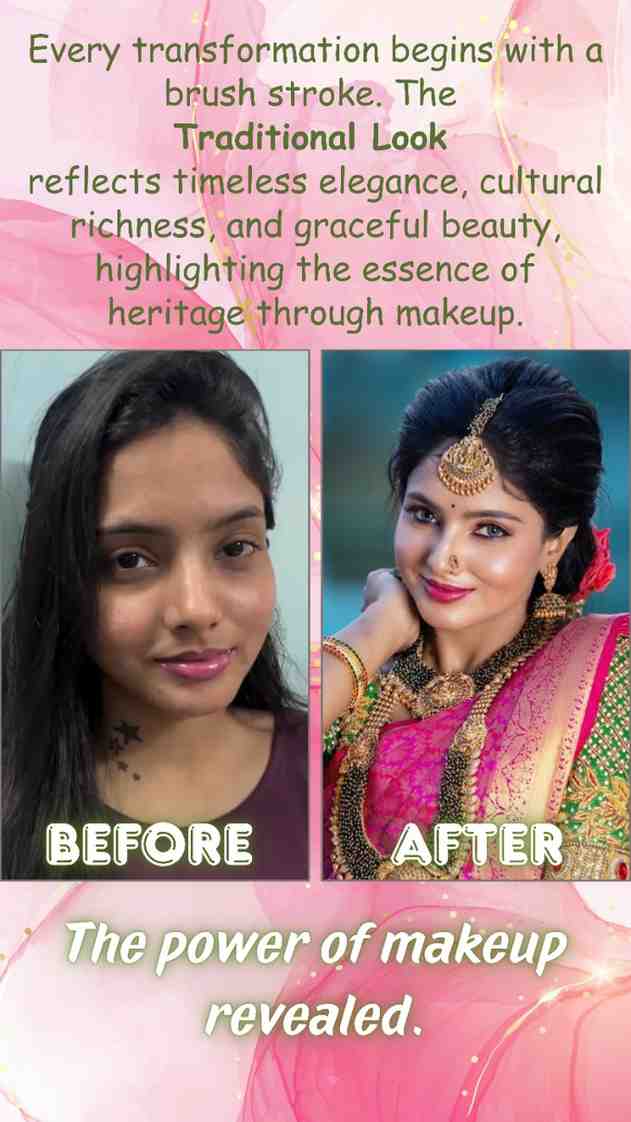 Every transformation begins with a
brush stroke. The
Traditional Look
reflects timeless elegance, cultural
richness, and graceful beauty,
highlighting the essence of
heritage through makeup.
BEFORE
AFTER
The power of makeup
revealed.